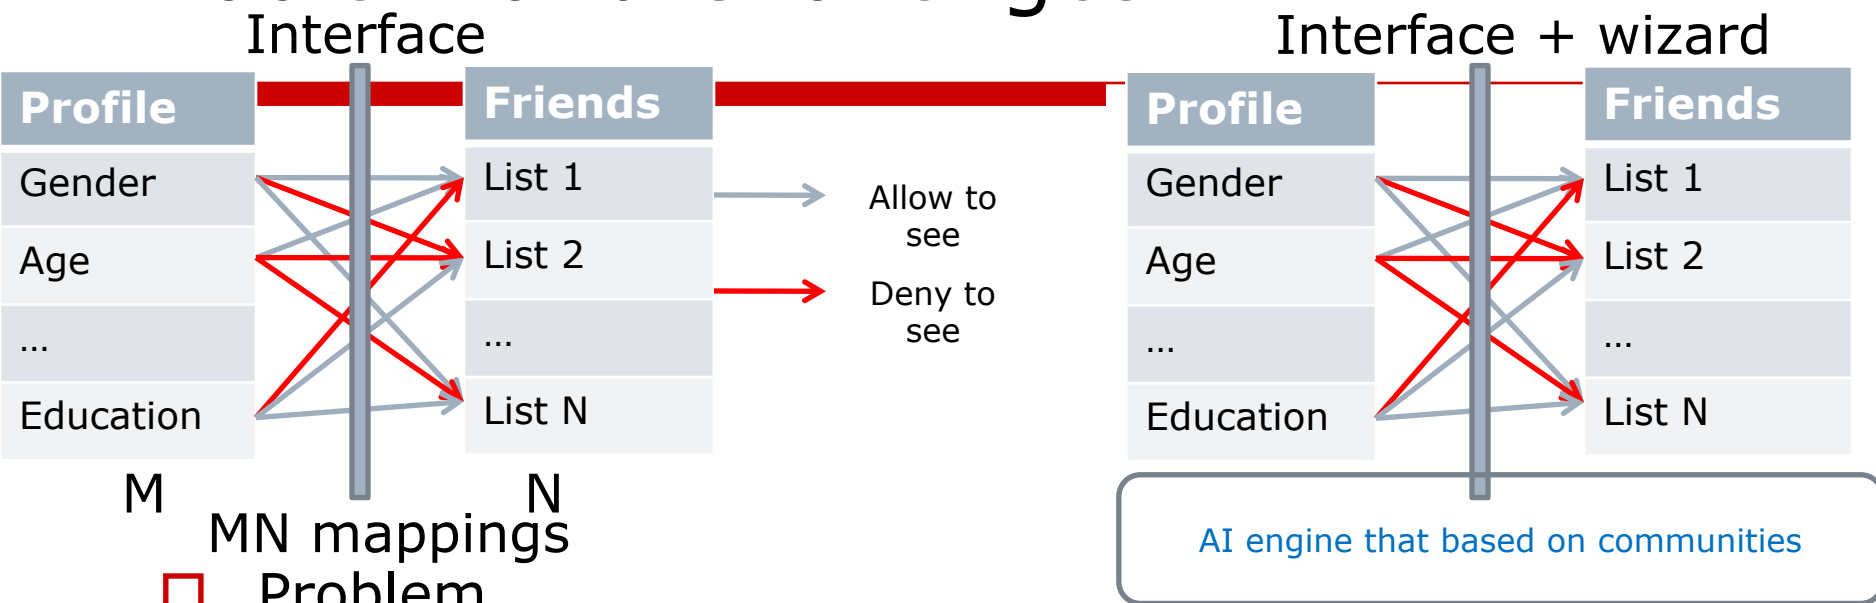 Interface
Profile
Gender
Age
...
Education
M
Friends
List 1
List 2
...
List N
N
MN mappings
Problem
Allow to
see
Deny to
see
Interface + wizard
Profile
Gender
Age
...
Education
Friends
List 1
List 2
...
List N
AI engine that based on communities